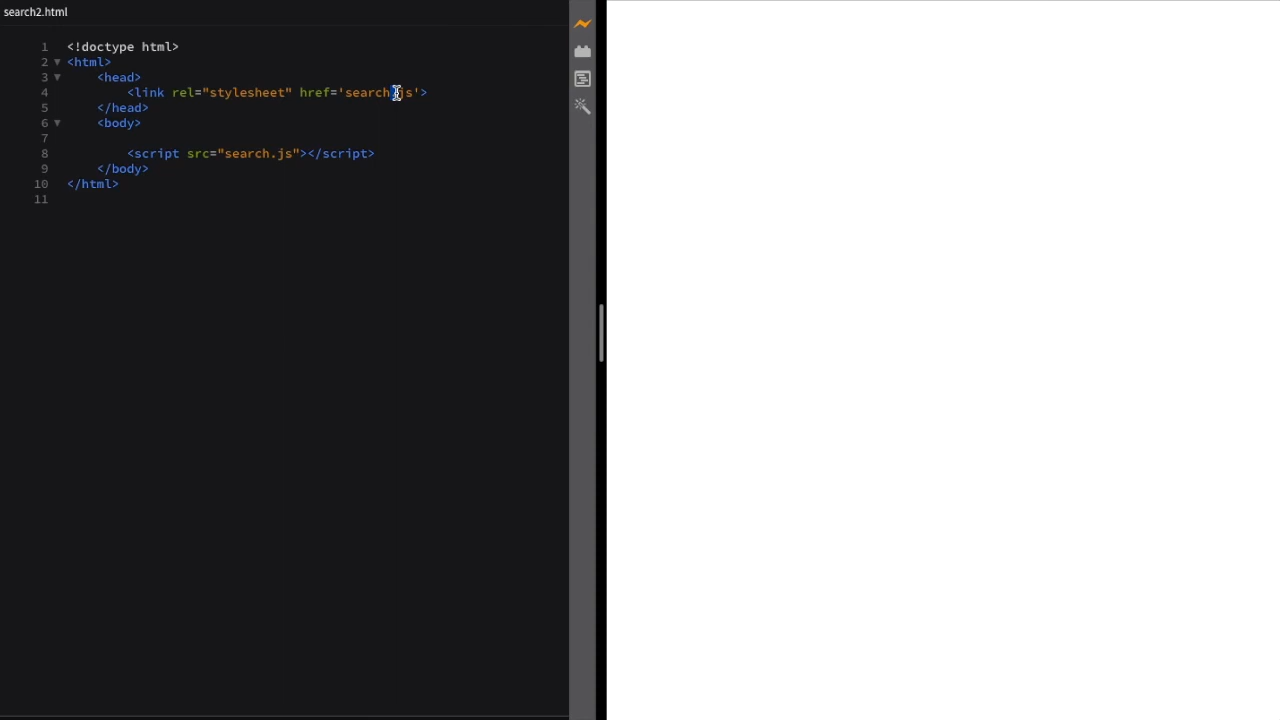 search2.html
1 <!doctype html>
2 <html>
3 <head>
4 <link rel="stylesheet" href='search.js'>
5 </head>
6 <body>
7
8 <script src="search.js"></script>
9 </body>
10 </html>
11